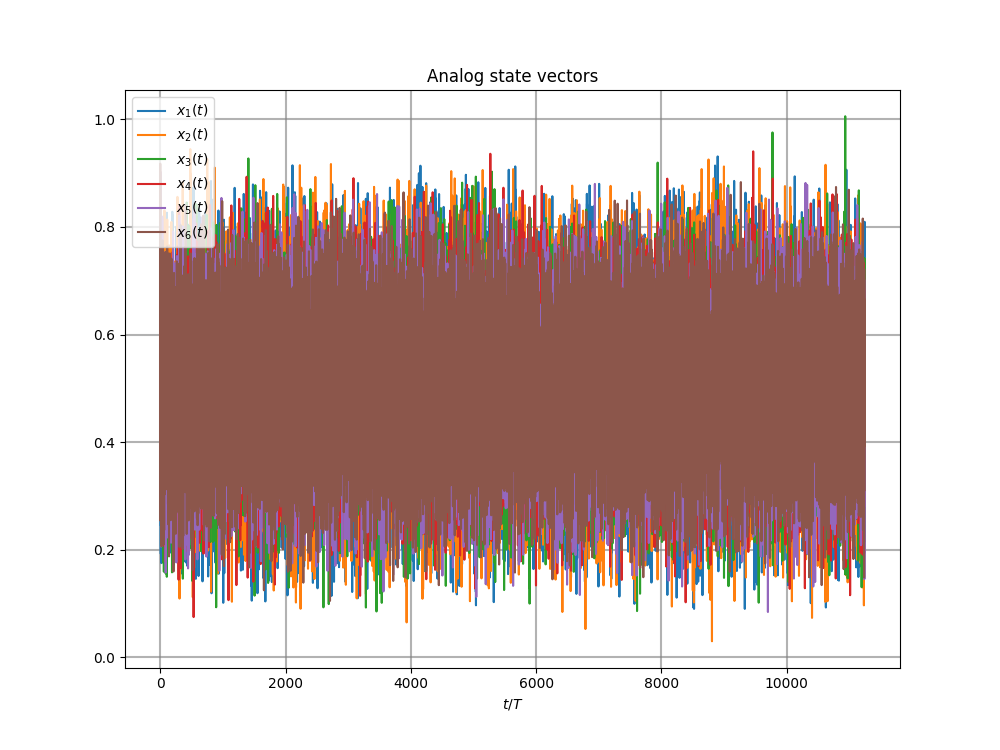 Analog state vectors
x₁(t)
x₂(t)
x₃(t)
x₄(t)
x₅(t)
x₆(t)
1.0
0.8
0.6
0.4
0.2
0.0
0 2000 4000 6000 8000 10000
t/T